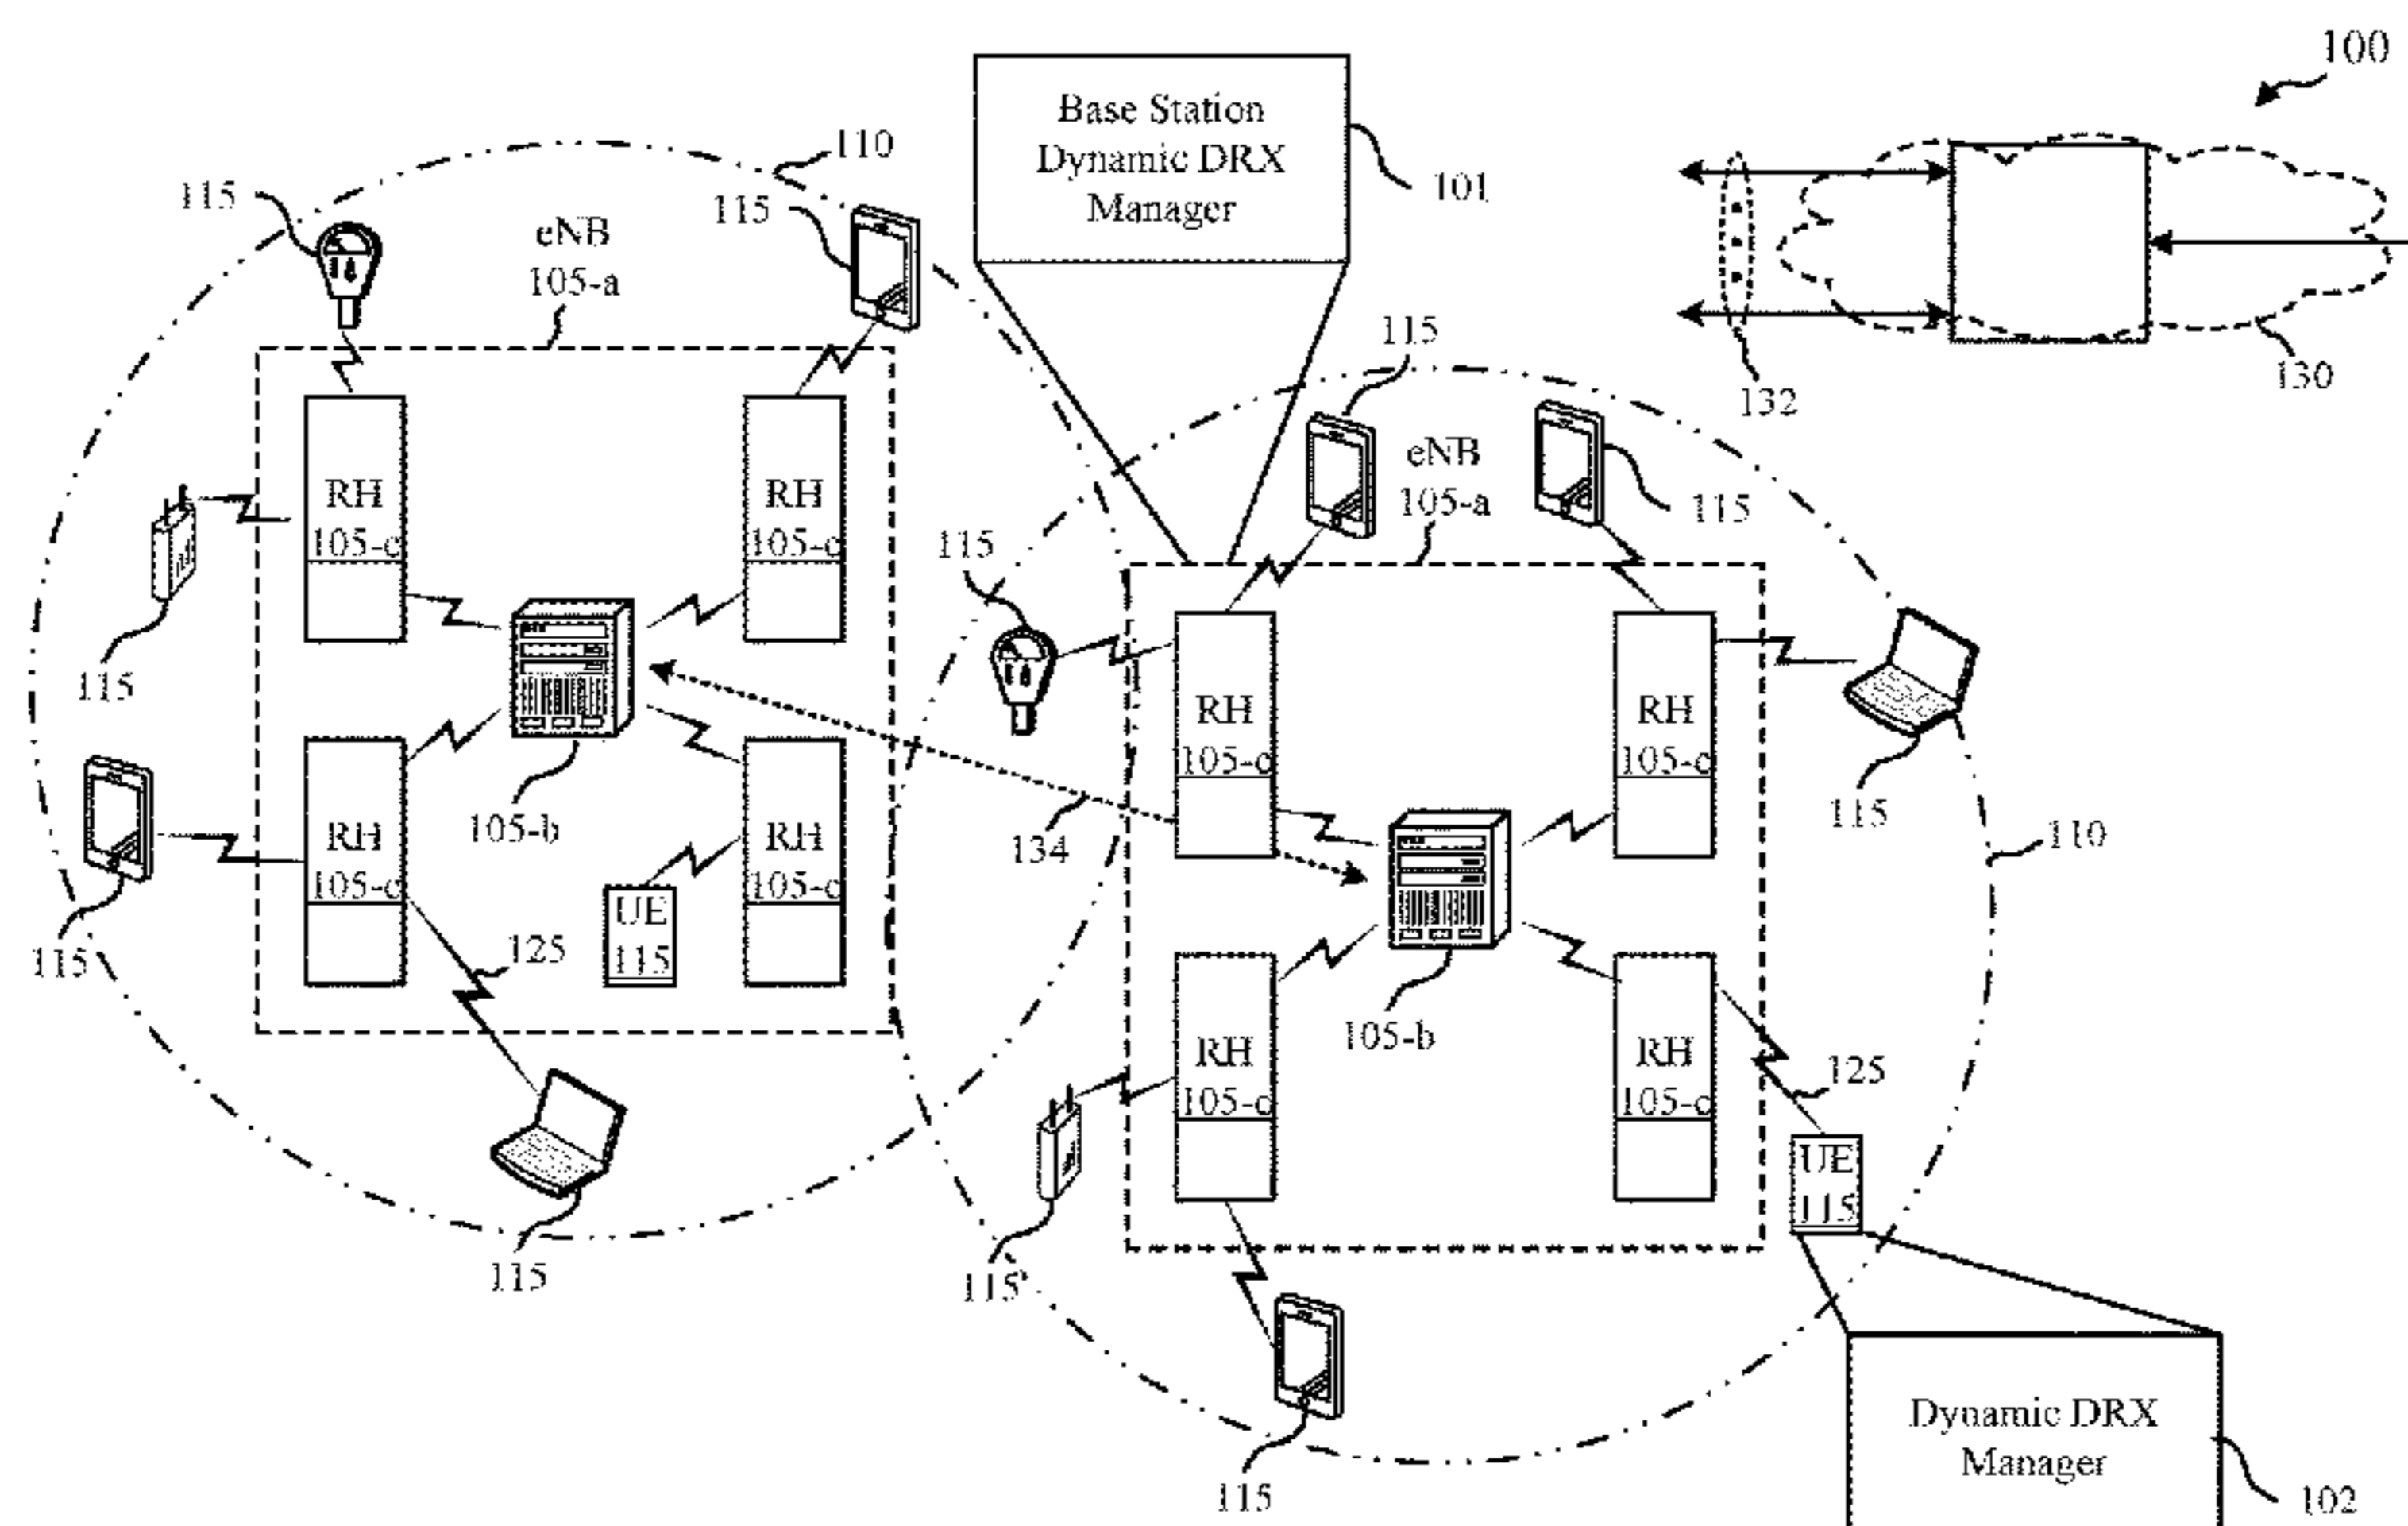 100
Base Station
Dynamic DRX
Manager
101
110
115
115
eNB
105-a
115
132
130
RH
105-c
RH
105-c
eNB
105-a
115
115
115
115
RH
105-c
RH
105-c
115
105-b
134
110
RH
105-c
RH
105-c
115
125
UE
115
105-b
RH
105-c
RH
105-c
125
UE
115
115
115
115
Dynamic DRX
Manager
115
102